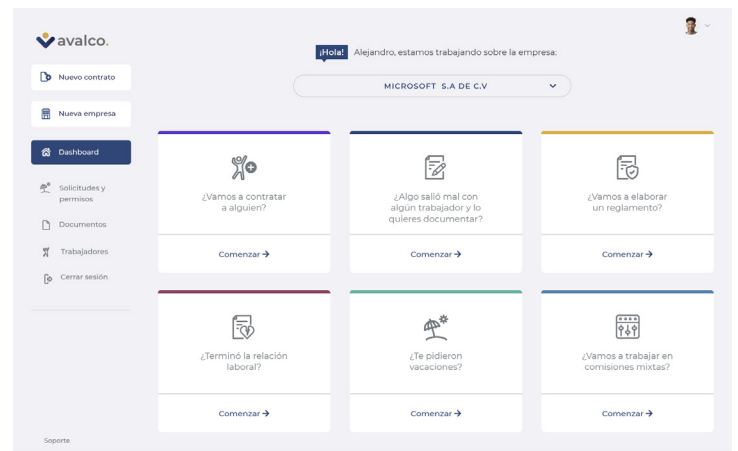 avalco.
¡Hola! Alejandro, estamos trabajando sobre la empresa:
MICROSOFT S.A DE C.V
Nuevo contrato
Nueva empresa
Dashboard
Solicitudes y
permisos
Documentos
Trabajadores
Cerrar sesión
¿Vamos a contratar
a alguien?
Comenzar →
¿Algo salió mal con
algún trabajador y lo
quieres documentar?
Comenzar →
¿Vamos a elaborar
un reglamento?
Comenzar →
¿Terminó la relación
laboral?
Comenzar →
¿Te pidieron
vacaciones?
Comenzar →
¿Vamos a trabajar en
comisiones mixtas?
Comenzar →
Soporte